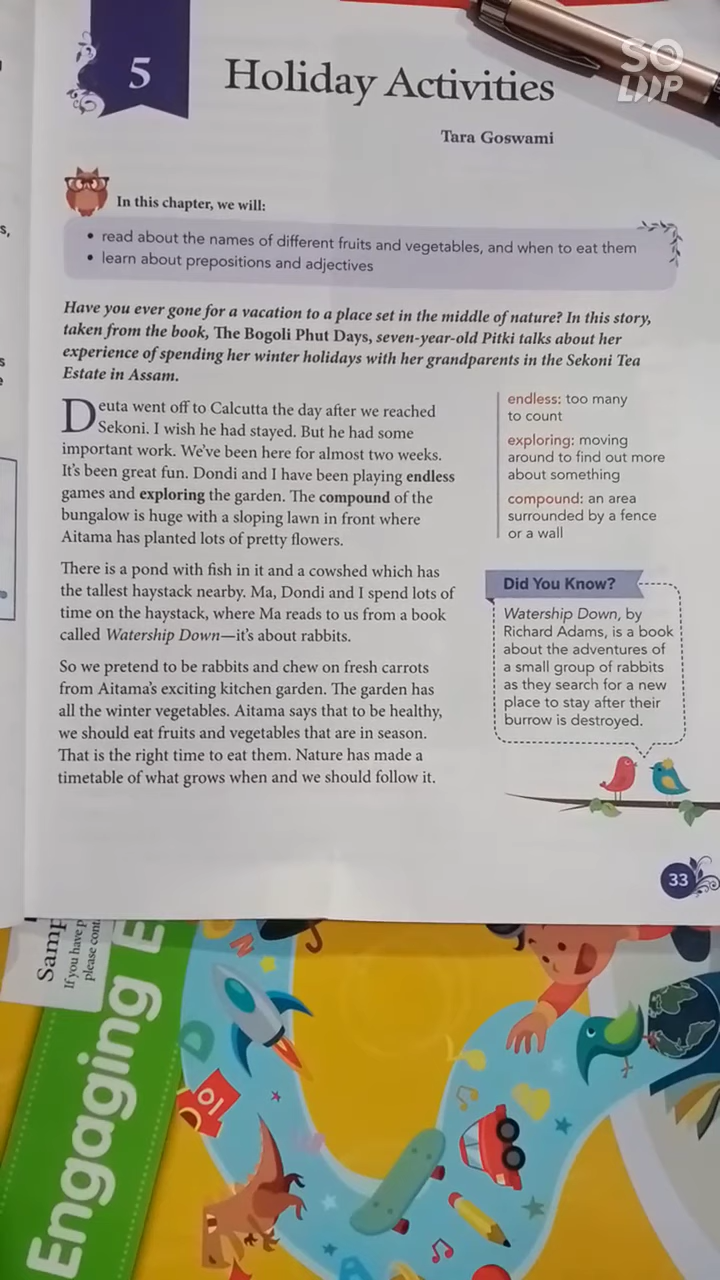 SO
LOOP
5
Holiday Activities
Tara Goswami
In this chapter, we will:
• read about the names of different fruits and vegetables, and when to eat them
• learn about prepositions and adjectives
Have you ever gone for a vacation to a place set in the middle of nature? In this story,
taken from the book, The Bogoli Phut Days, seven-year-old Pitki talks about her
experience of spending her winter holidays with her grandparents in the Sekoni Tea
Estate in Assam.
Deuta went off to Calcutta the day after we reached
Sekoni. I wish he had stayed. But he had some
important work. We've been here for almost two weeks.
It's been great fun. Dondi and I have been playing endless
games and exploring the garden. The compound of the
bungalow is huge with a sloping lawn in front where
Aitama has planted lots of pretty flowers.
There is a pond with fish in it and a cowshed which has
the tallest haystack nearby. Ma, Dondi and I spend lots of
time on the haystack, where Ma reads to us from a book
called Watership Down—it's about rabbits.
So we pretend to be rabbits and chew on fresh carrots
from Aitama's exciting kitchen garden. The garden has
all the winter vegetables. Aitama says that to be healthy,
we should eat fruits and vegetables that are in season.
That is the right time to eat them. Nature has made a
timetable of what grows when and we should follow it.
endless: too many
to count
exploring: moving
around to find out more
about something
compound: an area
surrounded by a fence
or a wall
Did You Know?
Watership Down, by
Richard Adams, is a book
about the adventures of
a small group of rabbits
as they search for a new
place to stay after their
burrow is destroyed.
33
Samp
If you have p
please cont
Engaging E